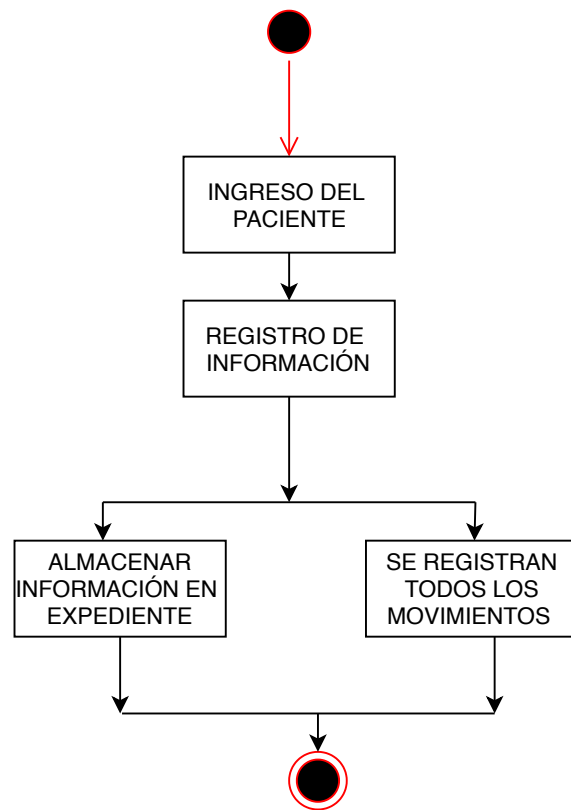 INGRESO DEL
PACIENTE
REGISTRO DE
INFORMACIÓN
ALMACENAR
INFORMACIÓN EN
EXPEDIENTE
SE REGISTRAN
TODOS LOS
MOVIMIENTOS